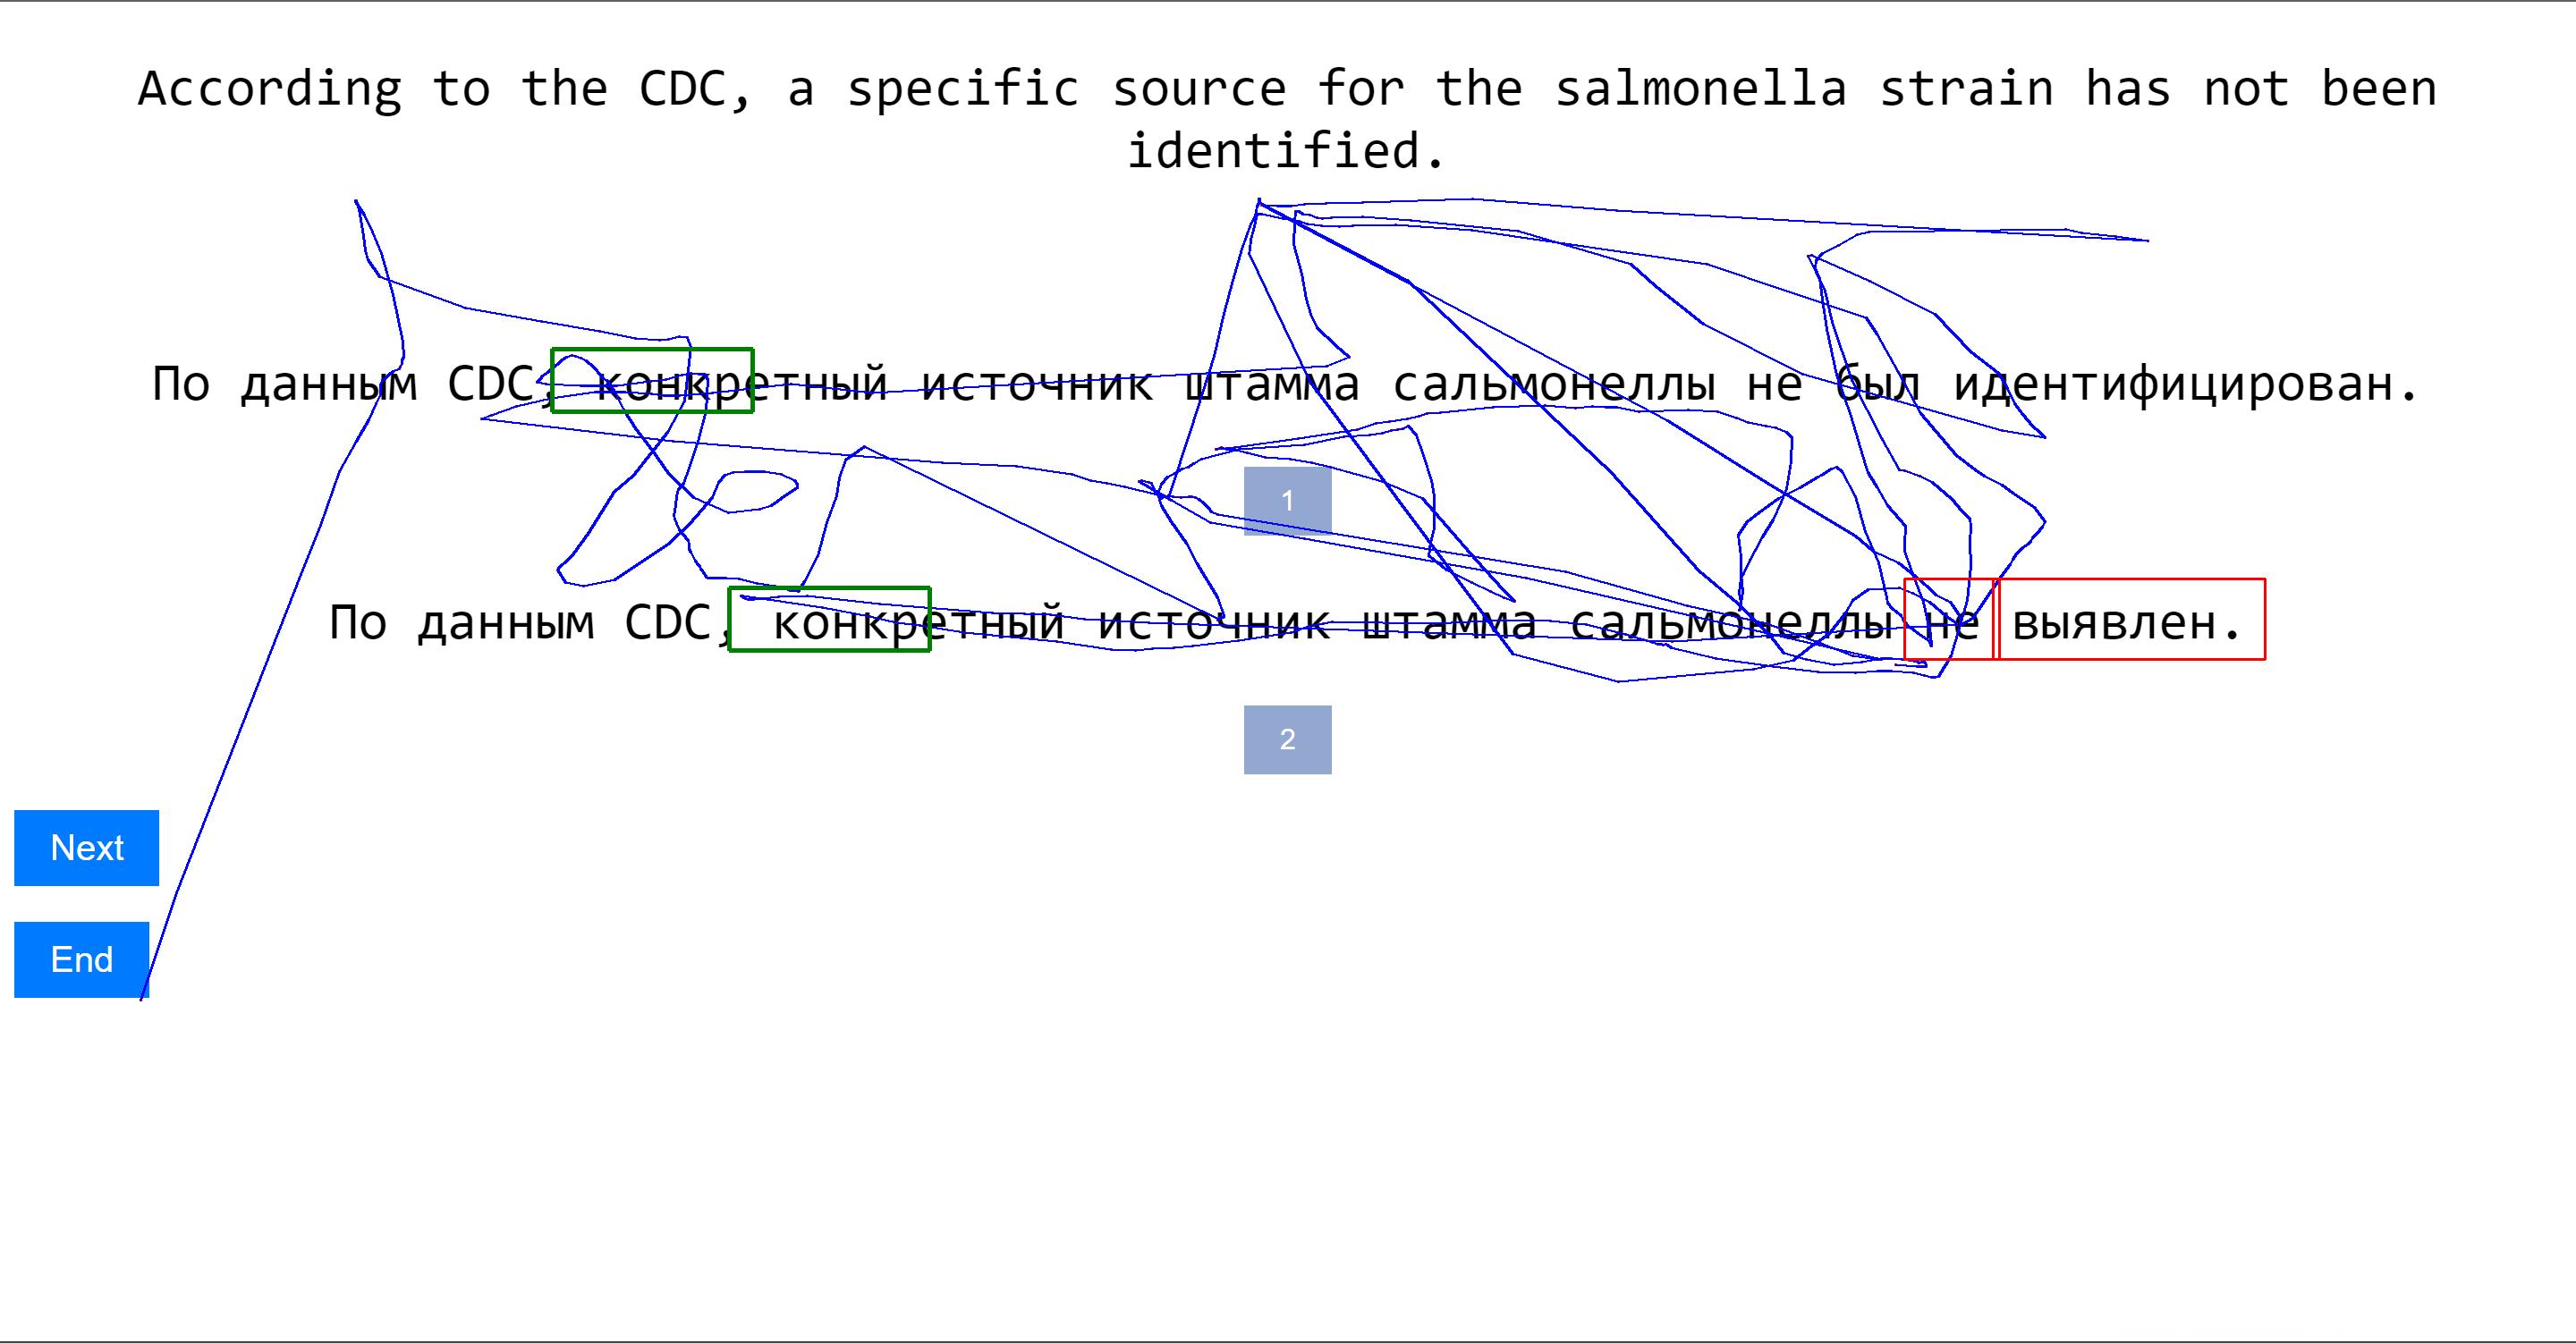 According to the CDC, a specific source for the salmonella strain has not been
identified.
По данным CDC, конкретный источник штамма сальмонеллы не был идентифицирован.
1
По данным CDC, конкретный источник штамма сальмонеллы не выявлен.
2
Next
End